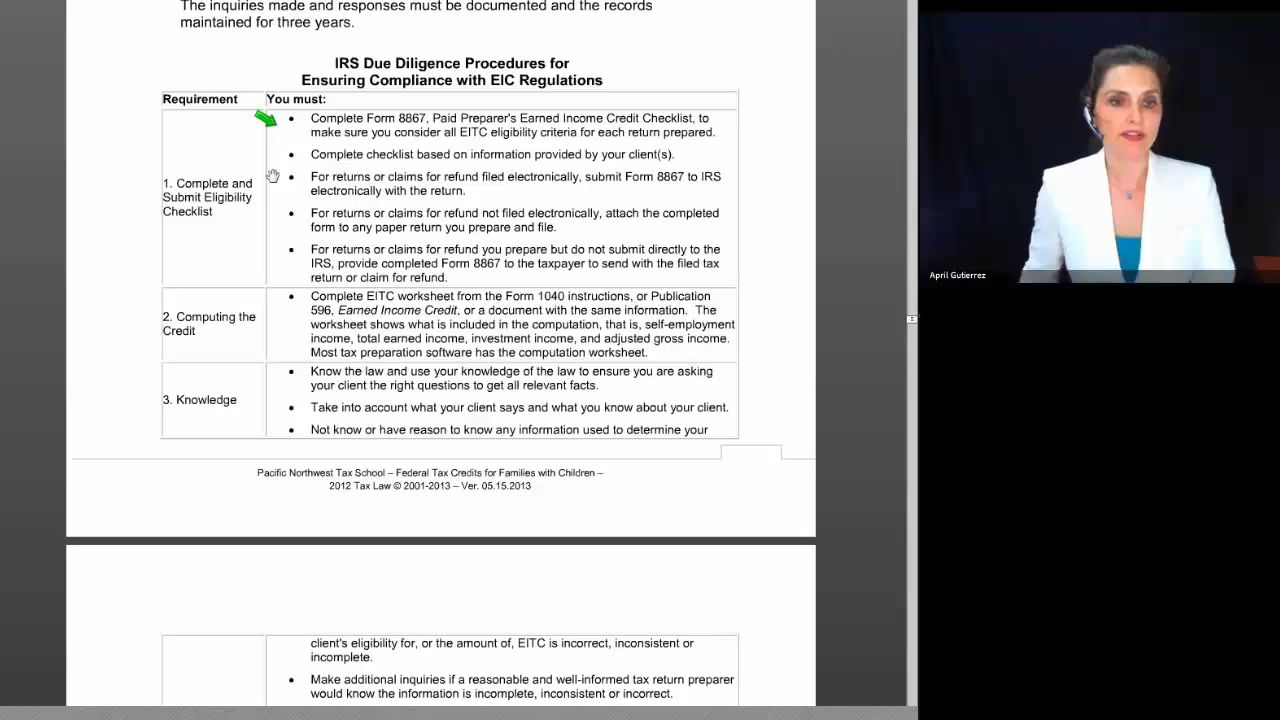 The inquiries made and responses must be documented and the records
maintained for three years.
IRS Due Diligence Procedures for
Ensuring Compliance with EIC Regulations
Requirement
You must:
1. Complete and
Submit Eligibility
Checklist
• Complete Form 8867, Paid Preparer's Earned Income Credit Checklist, to
make sure you consider all EITC eligibility criteria for each return prepared.
• Complete checklist based on information provided by your client(s).
• For returns or claims for refund filed electronically, submit Form 8867 to IRS
electronically with the return.
• For returns or claims for refund not filed electronically, attach the completed
form to any paper return you prepare and file.
• For returns or claims for refund you prepare but do not submit directly to the
IRS, provide completed Form 8867 to the taxpayer to send with the filed tax
return or claim for refund.
2. Computing the
Credit
• Complete EITC worksheet from the Form 1040 instructions, or Publication
596, Earned Income Credit, or a document with the same information. The
worksheet shows what is included in the computation, that is, self-employment
income, total earned income, investment income, and adjusted gross income.
Most tax preparation software has the computation worksheet.
3. Knowledge
• Know the law and use your knowledge of the law to ensure you are asking
your client the right questions to get all relevant facts.
• Take into account what your client says and what you know about your client.
• Not know or have reason to know any information used to determine your
Pacific Northwest Tax School – Federal Tax Credits for Families with Children –
2012 Tax Law © 2001-2013 – Ver. 05.15.2013
client's eligibility for, or the amount of, EITC is incorrect, inconsistent or
incomplete.
• Make additional inquiries if a reasonable and well-informed tax return preparer
would know the information is incomplete, inconsistent or incorrect.
April Gutierrez